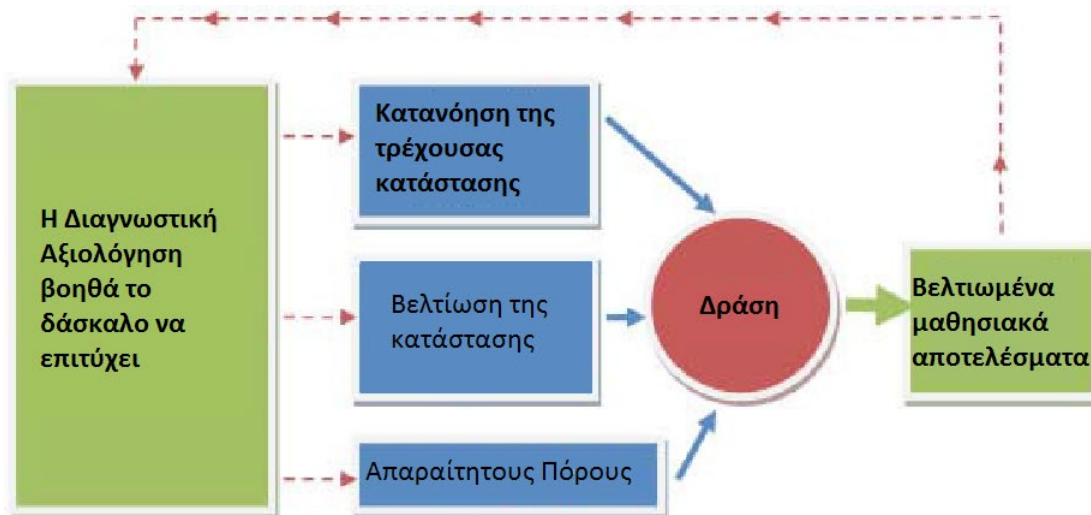 Η Διαγνωστική
Αξιολόγηση
βοηθά το
δάσκαλο να
επιτύχει
Κατανόηση της
τρέχουσας
κατάστασης
Βελτίωση της
κατάστασης
Απαραίτητους Πόρους
Δράση
Βελτιωμένα
μαθησιακά
αποτελέσματα